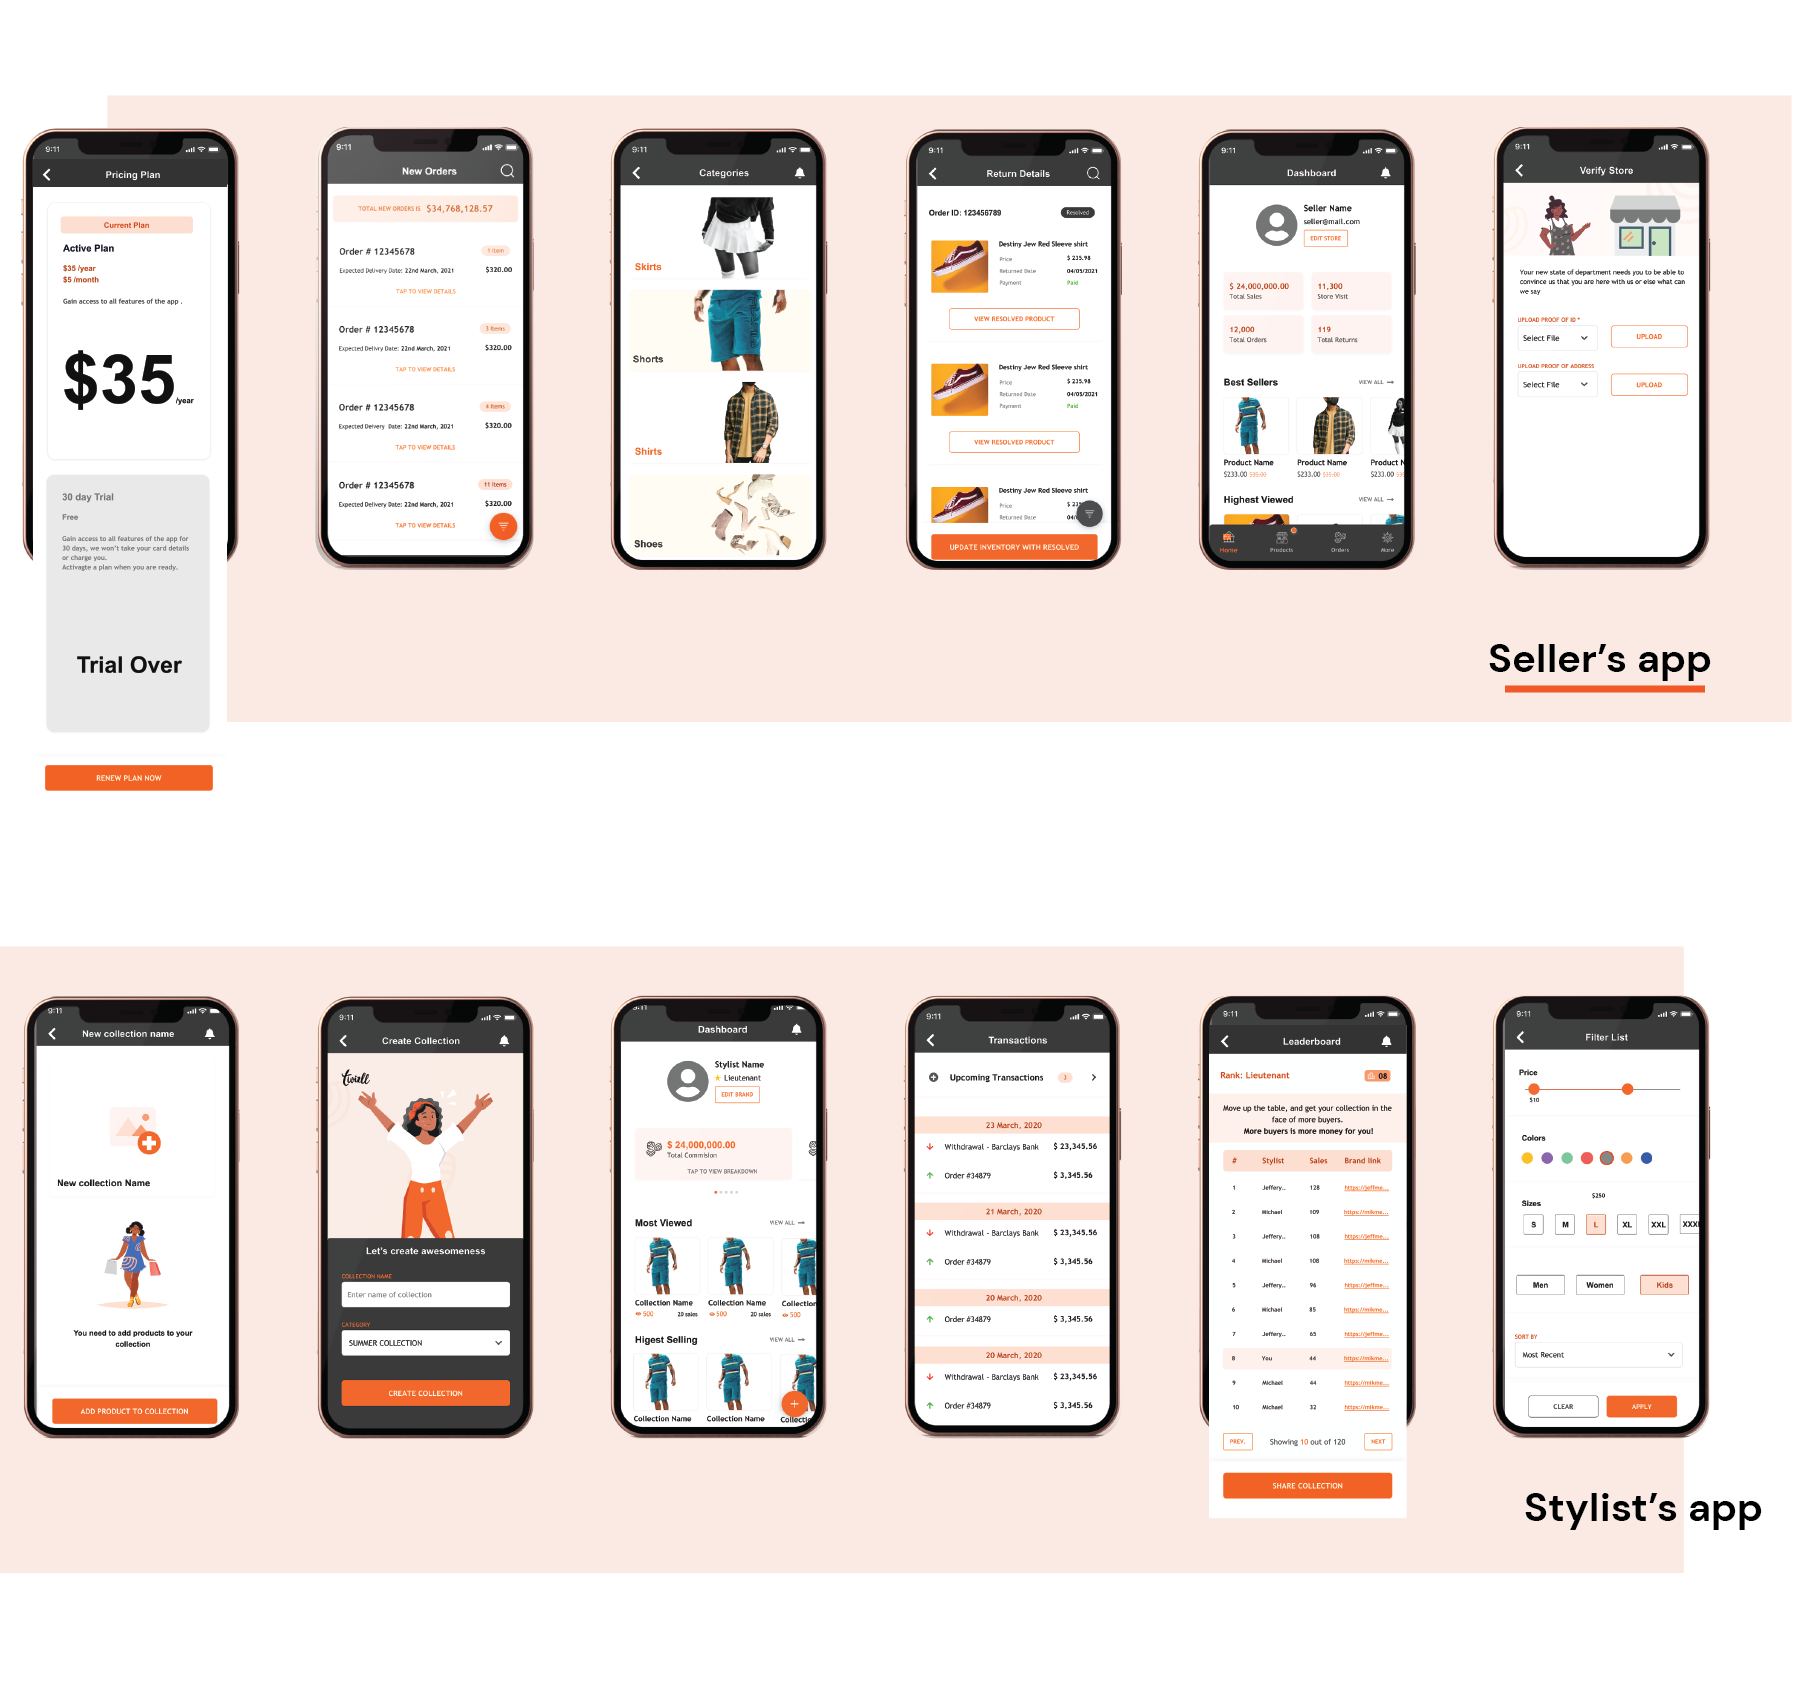 9:11
Pricing Plan
Current Plan
Active Plan
$35 /year
$5 /month
Gain access to all features of the app .
$35 /year
30 day Trial
Free
Gain access to all features of the app for
30 days, we won't take your card details
or charge you.
Activagte a plan when you are ready.
Trial Over
RENEW PLAN NOW
9:11
New Orders
TOTAL NEW ORDERS IS $34,768,128.57
Order # 12345678 1 Item
Expected Delivery Date: 22nd March, 2021 $320.00
TAP TO VIEW DETAILS
Order # 12345678 3 Items
Expected Delivry Date: 22nd March, 2021 $320.00
TAP TO VIEW DETAILS
Order # 12345678 4 Items
Expected Devery Date: 22nd March, 2021 $320.00
TAP TO VIEW DETAILS
Order # 12345678 11 Items
Expected Delivery Date: 22nd March, 2021 $320.00
TAP TO VIEW DETAILS
9:11
Categories
Skirts
Shorts
Shirts
Shoes
9:11
Return Details
Order ID: 123456789 Resolved
Destiny Jew Red Sleeve shirt
Price $ 235.98
Returned Date 04/05/2021
Payment Paid
VIEW RESOLVED PRODUCT
Destiny Jew Red Sleeve shirt
Price $ 235.98
Returned Date 04/05/2021
Payment Paid
VIEW RESOLVED PRODUCT
Destiny Jew Red Sleeve shirt
Price $ 23
Returned Date 04/
UPDATE INVENTORY WITH RESOLVED
9:11
Dashboard
Seller Name
seller@mail.com
EDIT STORE
$ 24,000,000.00 11,300
Total Sales Store Visit
12,000 119
Total Orders Total Returns
Best Sellers VIEW ALL
Product Name Product Name Product N
$233.00 $35.00 $233.00 $35.00 $233.00
Highest Viewed VIEW ALL
Home Products Orders More
9:11
Verify Store
Your new state of department needs you to be able to
convince us that you are here with us or else what can
we say
UPLOAD PROOF OF ID *
Select File UPLOAD
UPLOAD PROOF OF ADDRESS
Select File UPLOAD
Seller's app
9:11
New collection name
New collection Name
You need to add products to your
collection
ADD PRODUCT TO COLLECTION
9:11
Create Collection
Let's create awesomeness
COLLECTION NAME
Enter name of collection
CATEGORY
SUMMER COLLECTION
CREATE COLLECTION
9:11
Dashboard
Stylist Name
Lieutenant
EDIT BRAND
$ 24,000,000.00
Total Commision
TAP TO VIEW BREAKDOWN
Most Viewed VIEW ALL
Collection Name Collection Name Collection
500 20 sales 500 20 sales 500
Higest Selling VIEW ALL
Collection Name Collection Name Collectio
9:11
Transactions
Upcoming Transactions 3
23 March, 2020
Withdrawal - Barclays Bank $ 23,345.56
Order #34879 $ 3,345.56
21 March, 2020
Withdrawal - Barclays Bank $ 23,345.56
Order #34879 $ 3,345.56
20 March, 2020
Order #34879 $ 3,345.56
20 March, 2020
Withdrawal - Barclays Bank $ 23,345.56
Order #34879 $ 3,345.56
9:11
Leaderboard
Rank: Lieutenant 08
Move up the table, and get your collection in the
face of more buyers.
More buyers is more money for you!
# Stylist Sales Brand link
1 Jeffery.. 128 https://jeffme...
2 Michael 109 https://mikme...
3 Jeffery.. 108 https://jeffme...
4 Michael 108 https://mikme...
5 Jeffery.. 96 https://jeffme...
6 Michael 85 https://mikme...
7 Jeffery.. 65 https://jeffme...
8 You 44 https://mikme...
9 Michael 44 https://mikme...
10 Michael 32 https://mikme...
PREV. Showing 10 out of 120 NEXT
SHARE COLLECTION
9:11
Filter List
Price
$10
Colors
$250
Sizes
S M L XL XXL XXX
Men Women Kids
SORT BY
Most Recent
CLEAR APPLY
Stylist's app